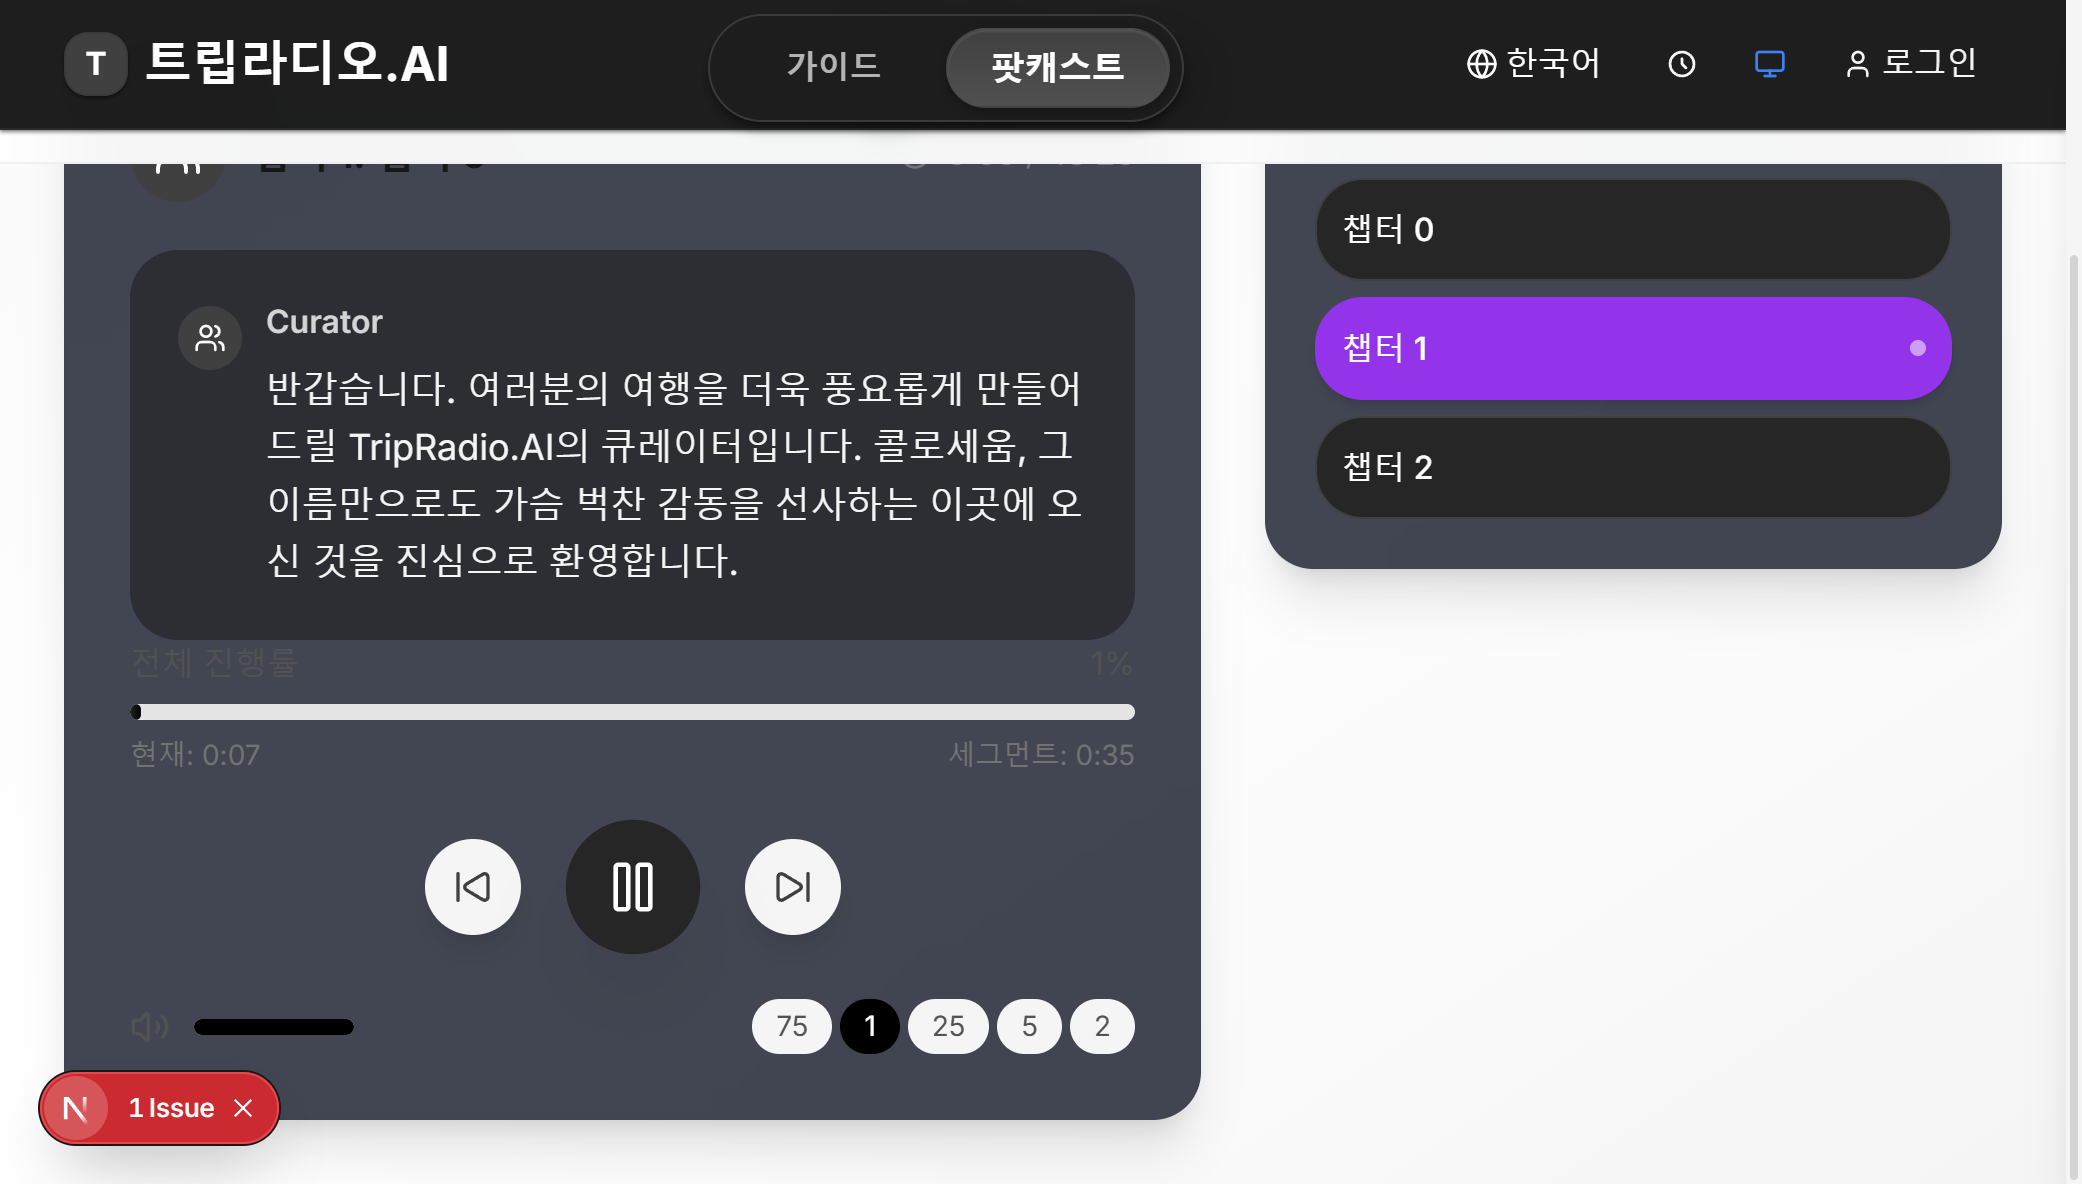 T 트립라디오.AI
가이드
팟캐스트
한국어
로그인
Curator
반갑습니다. 여러분의 여행을 더욱 풍요롭게 만들어
드릴 TripRadio.AI의 큐레이터입니다. 콜로세움, 그
이름만으로도 가슴 벅찬 감동을 선사하는 이곳에 오
신 것을 진심으로 환영합니다.
전체 진행률
1%
현재: 0:07
세그먼트: 0:35
75
1
25
5
2
챕터 0
챕터 1
챕터 2
N
1 Issue